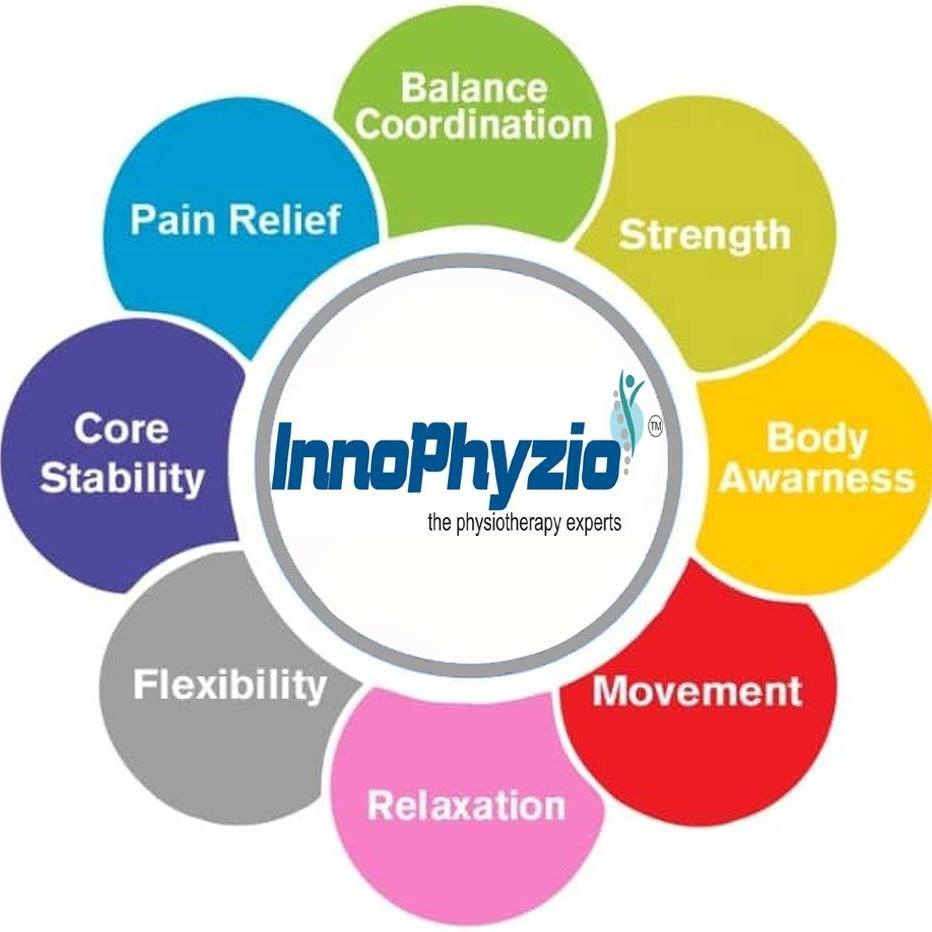 Balance
Coordination
Strength
Body
Awarness
Movement
Relaxation
Flexibility
Core
Stability
Pain Relief
InnoPhyzio
TM
the physiotherapy experts